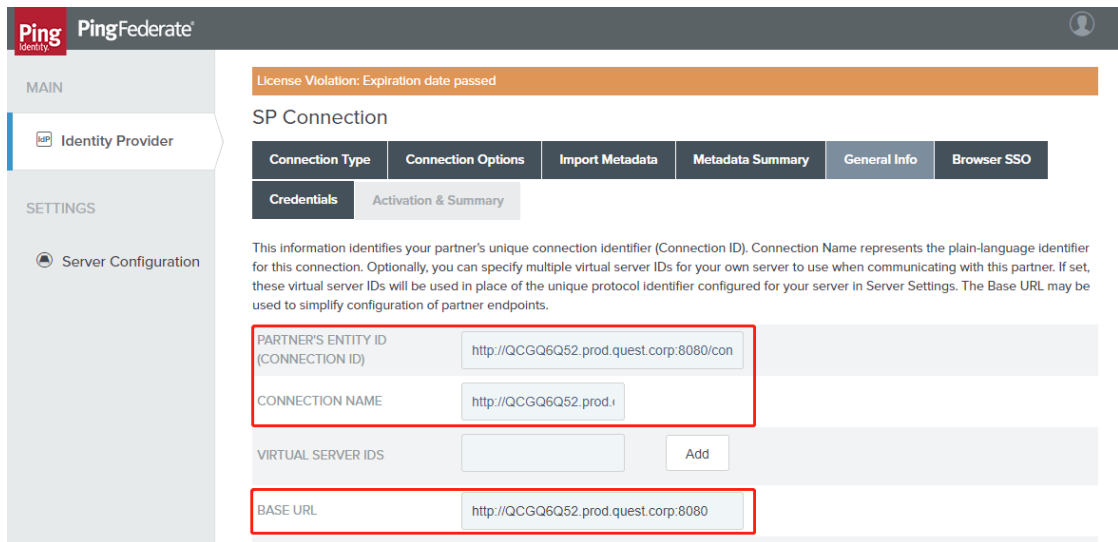 Ping
Identity.
PingFederate®
MAIN
IdP
Identity Provider
SETTINGS
Server Configuration
License Violation: Expiration date passed
SP Connection
Connection Type
Connection Options
Import Metadata
Metadata Summary
General Info
Browser SSO
Credentials
Activation & Summary
This information identifies your partner's unique connection identifier (Connection ID). Connection Name represents the plain-language identifier
for this connection. Optionally, you can specify multiple virtual server IDs for your own server to use when communicating with this partner. If set,
these virtual server IDs will be used in place of the unique protocol identifier configured for your server in Server Settings. The Base URL may be
used to simplify configuration of partner endpoints.
PARTNER'S ENTITY ID
(CONNECTION ID)
http://QCGQ6Q52.prod.quest.corp:8080/con
CONNECTION NAME
http://QCGQ6Q52.prod.
VIRTUAL SERVER IDS
Add
BASE URL
http://QCGQ6Q52.prod.quest.corp:8080